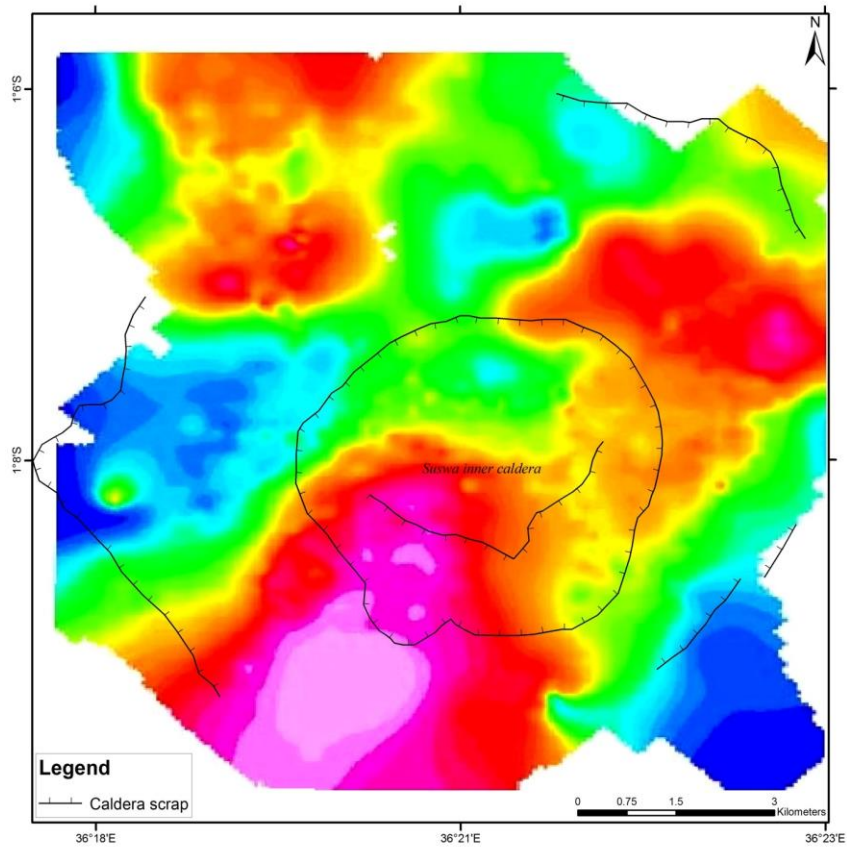 N
1°6'S
Suswa inner caldera
1°8'S
Legend
Caldera scrap
0 0.75 1.5 3
Kilometers
36°18'E 36°21'E 36°23'E